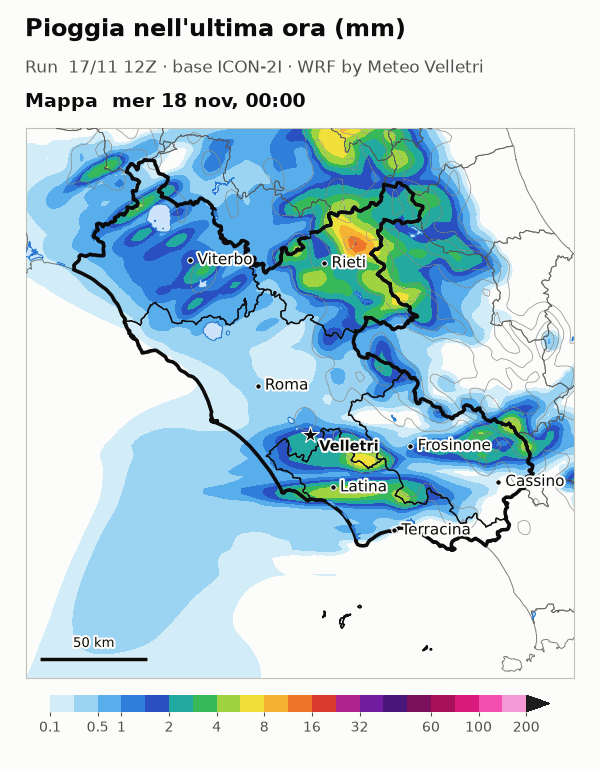 Pioggia nell'ultima ora (mm)
Run  17/11 12Z · base ICON-2I · WRF by Meteo Velletri
Mappa  mer 18 nov, 00:00
Viterbo
Rieti
Roma
Velletri
Frosinone
Latina
Cassino
Terracina
50 km
0.1 0.5 1 2 4 8 16 32 60 100 200